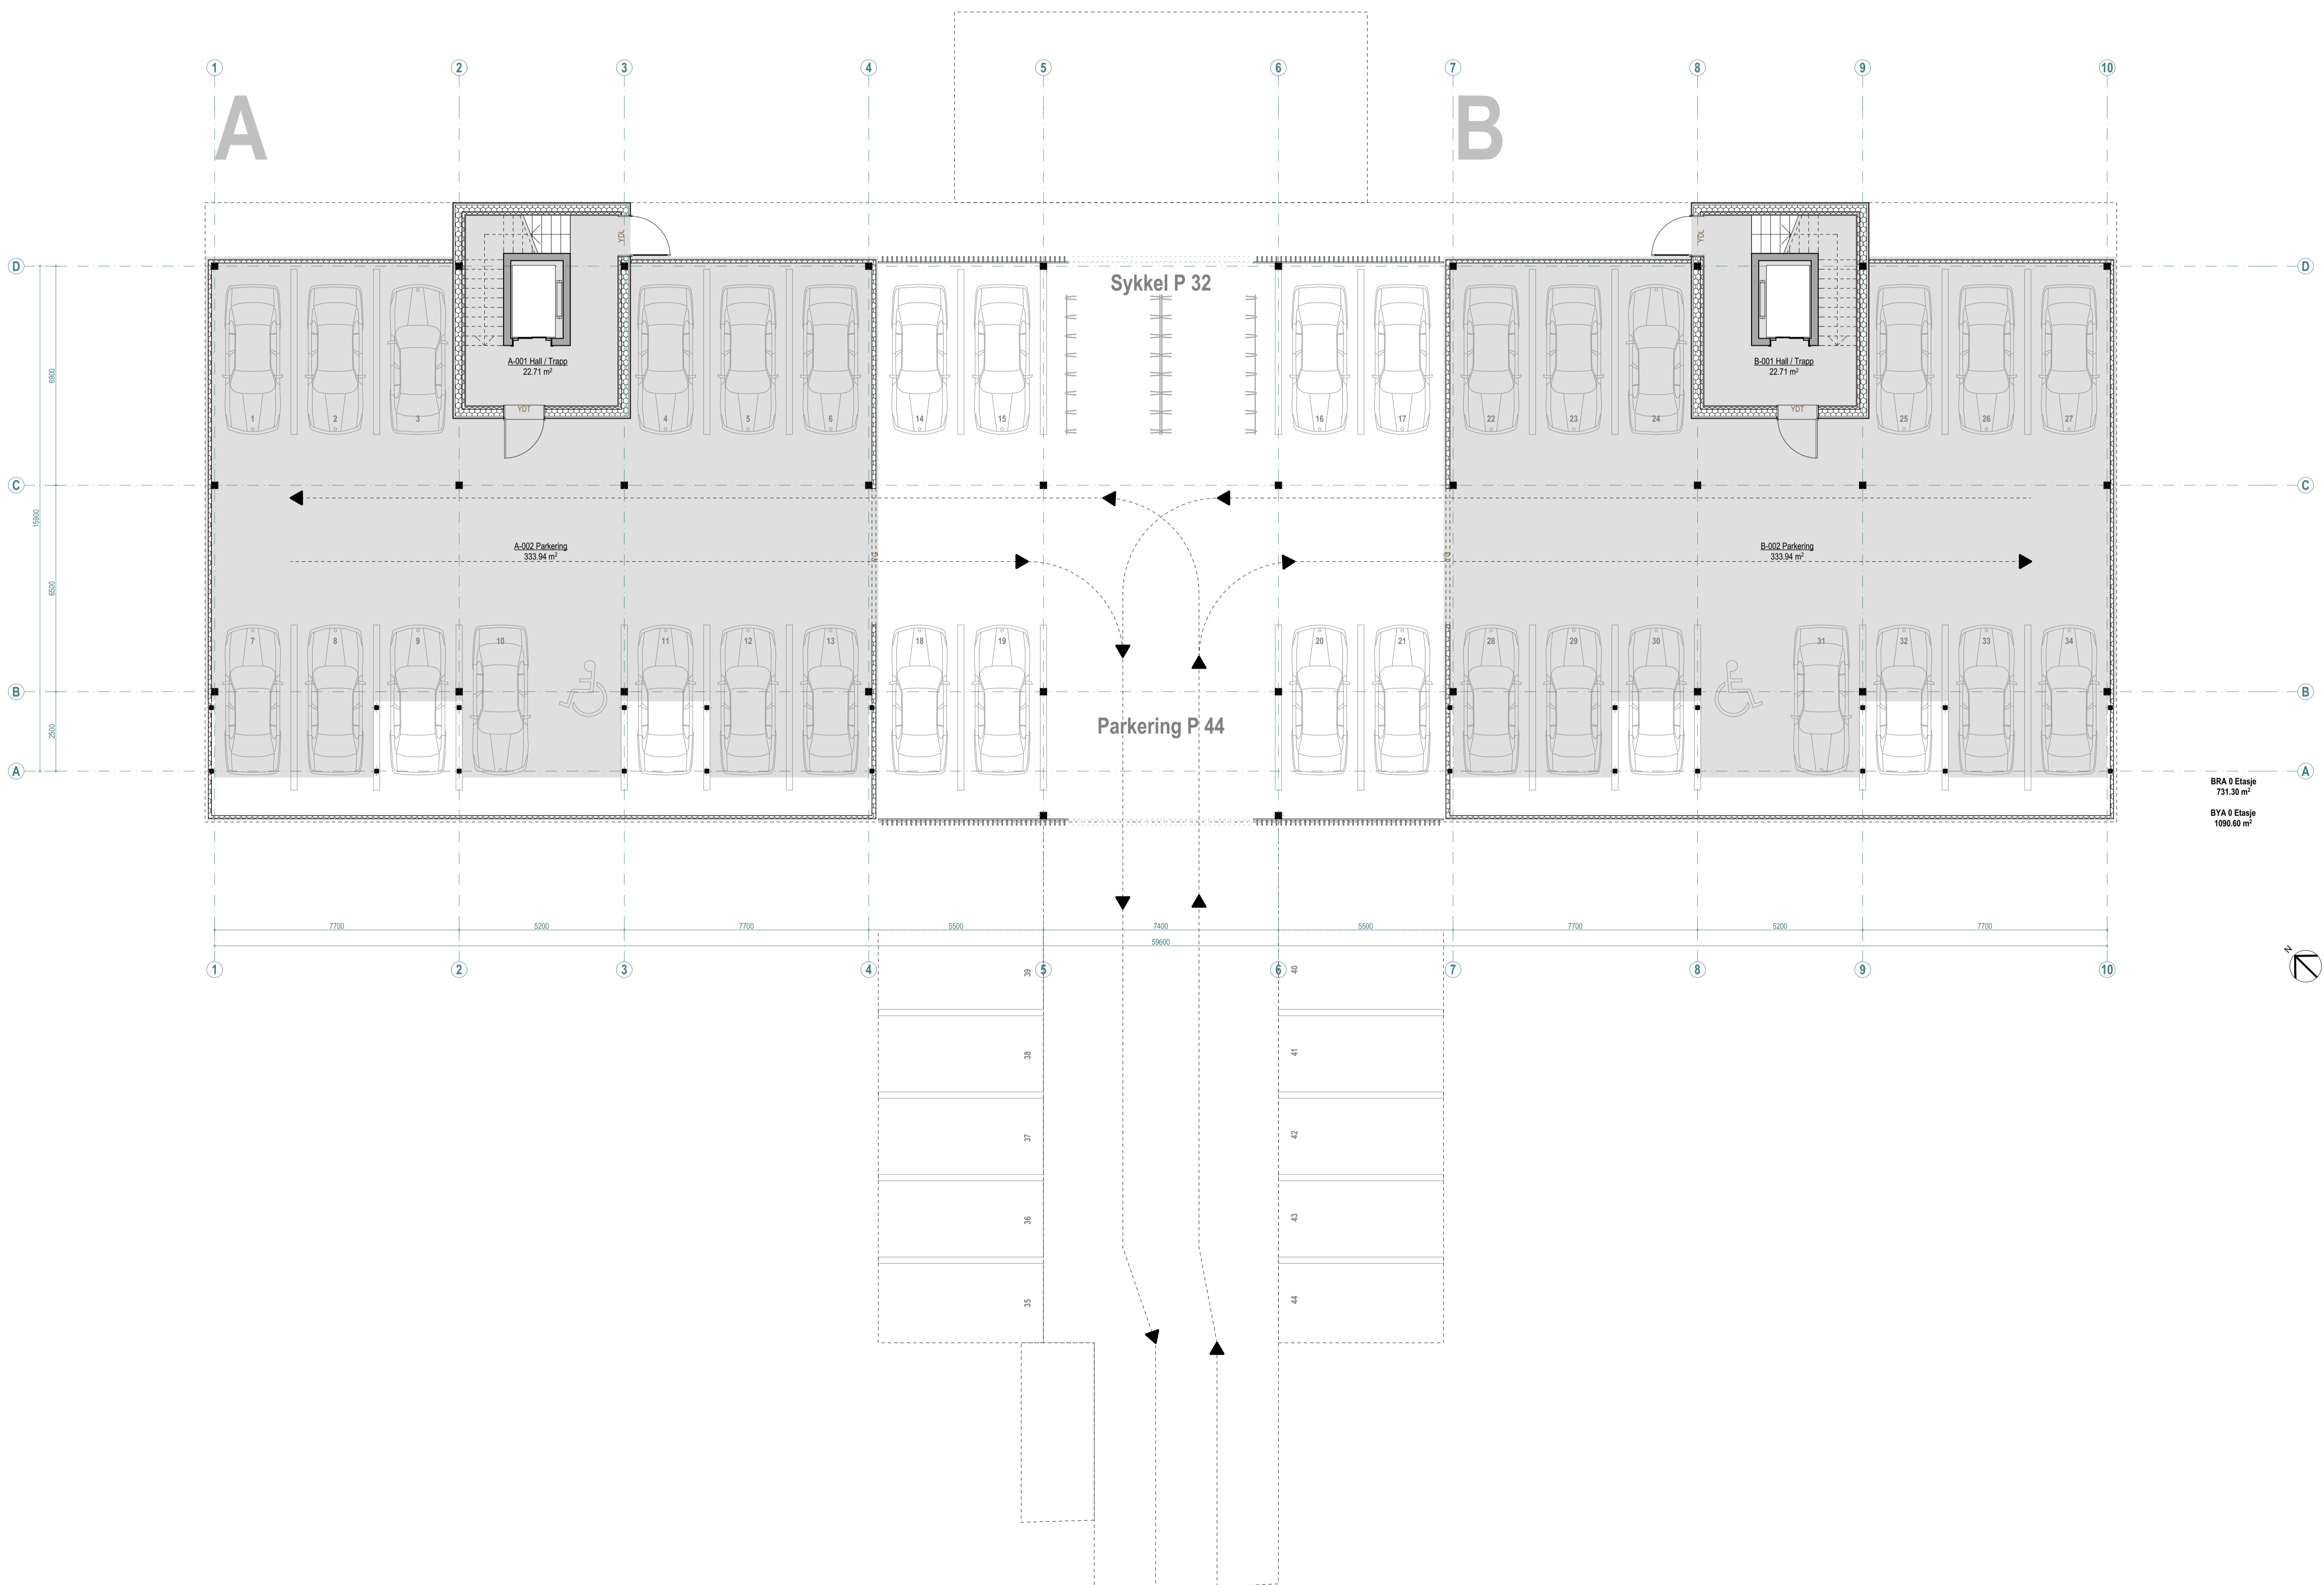 1 2 3 4 5 6 7 8 9 10
A B
YDL YDL
D D
Sykkel P 32
A-001 Hall / Trapp
22.71 m²
B-001 Hall / Trapp
22.71 m²
6900
1 2 3 4 5 6 14 15 16 17 22 23 24 25 26 27
YDT YDT
C C
15900
A-002 Parkering
333.94 m²
B-002 Parkering
333.94 m²
6500
7 8 9 10 11 12 13 18 19 20 21 28 29 30 31 32 33 34
B B
2500
Parkering P 44
A A
BRA 0 Etasje
731.30 m²
BYA 0 Etasje
1090.60 m²
7700 5200 7700 5500 7400 5500 7700 5200 7700
59600
N
1 2 3 4 5 6 7 8 9 10
39 40
38 41
37 42
36 43
35 44